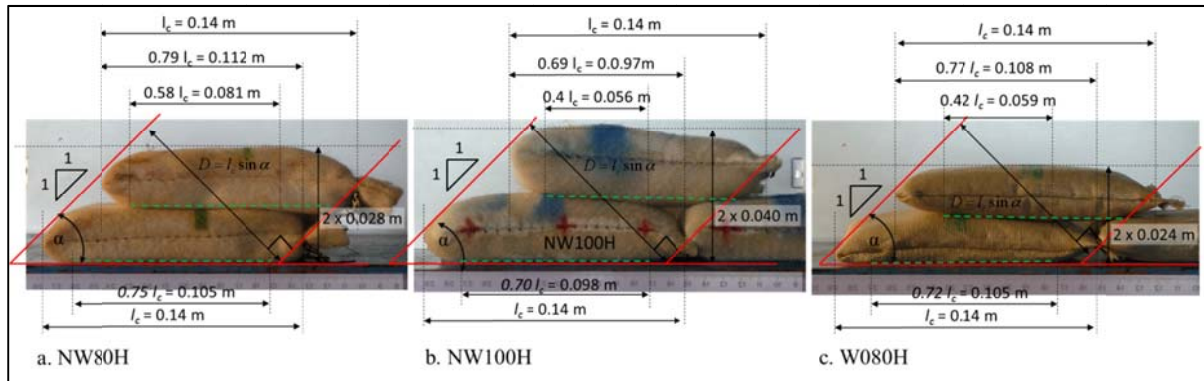 l_c = 0.14 m
0.79 l_c = 0.112 m
0.58 l_c = 0.081 m
1
1
D = l_c sin α
2 x 0.028 m
α
0.75 l_c = 0.105 m
l_c = 0.14 m
a. NW80H
l_c = 0.14 m
0.69 l_c = 0.0.97m
0.4 l_c = 0.056 m
1
1
D = l_c sin α
2 x 0.040 m
α
NW100H
0.70 l_c = 0.098 m
l_c = 0.14 m
b. NW100H
l_c = 0.14 m
0.77 l_c = 0.108 m
0.42 l_c = 0.059 m
1
1
D = l_c sin α
2 x 0.024 m
α
0.72 l_c = 0.105 m
l_c = 0.14 m
c. W080H